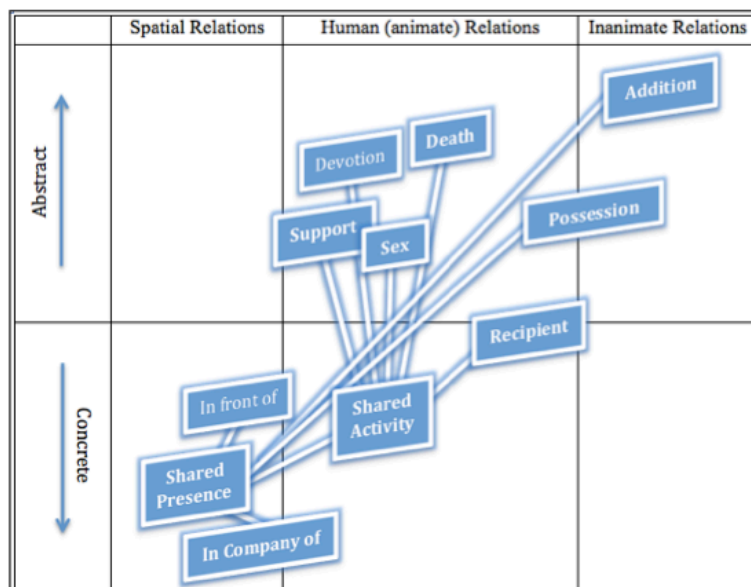 Spatial Relations
Human (animate) Relations
Inanimate Relations
Abstract
Concrete
Addition
Death
Devotion
Support
Sex
Possession
Recipient
In front of
Shared
Activity
Shared
Presence
In Company of